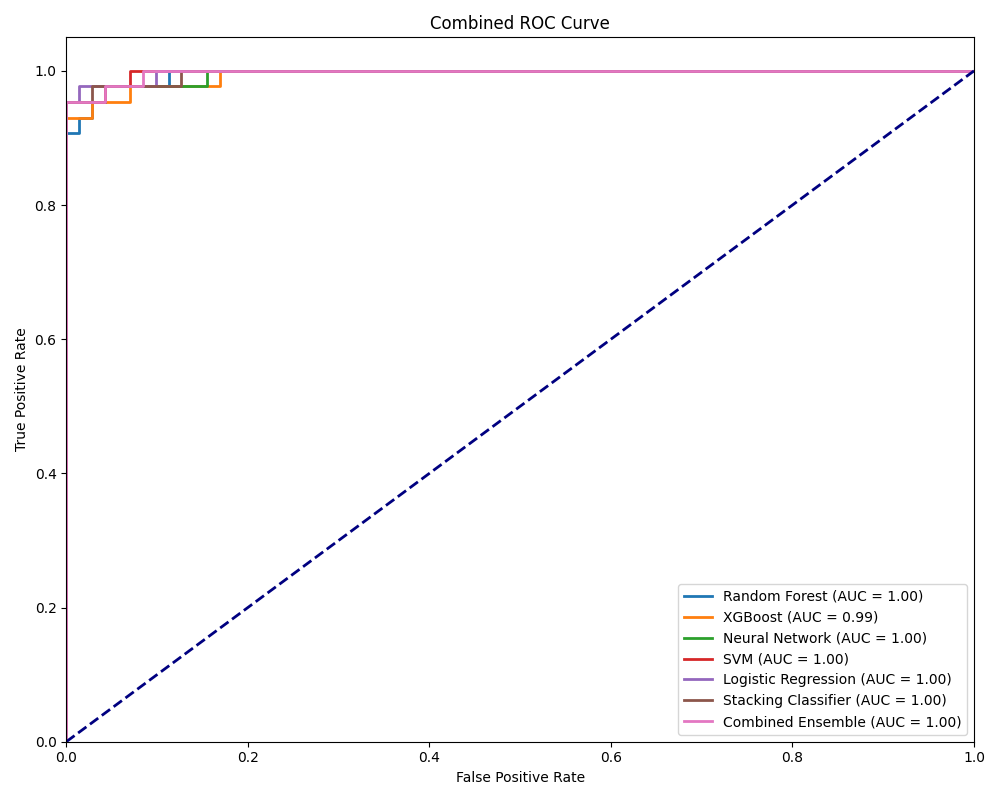 Combined ROC Curve
True Positive Rate
1.0
0.8
0.6
0.4
0.2
0.0
0.0 0.2 0.4 0.6 0.8 1.0
False Positive Rate
Random Forest (AUC = 1.00)
XGBoost (AUC = 0.99)
Neural Network (AUC = 1.00)
SVM (AUC = 1.00)
Logistic Regression (AUC = 1.00)
Stacking Classifier (AUC = 1.00)
Combined Ensemble (AUC = 1.00)